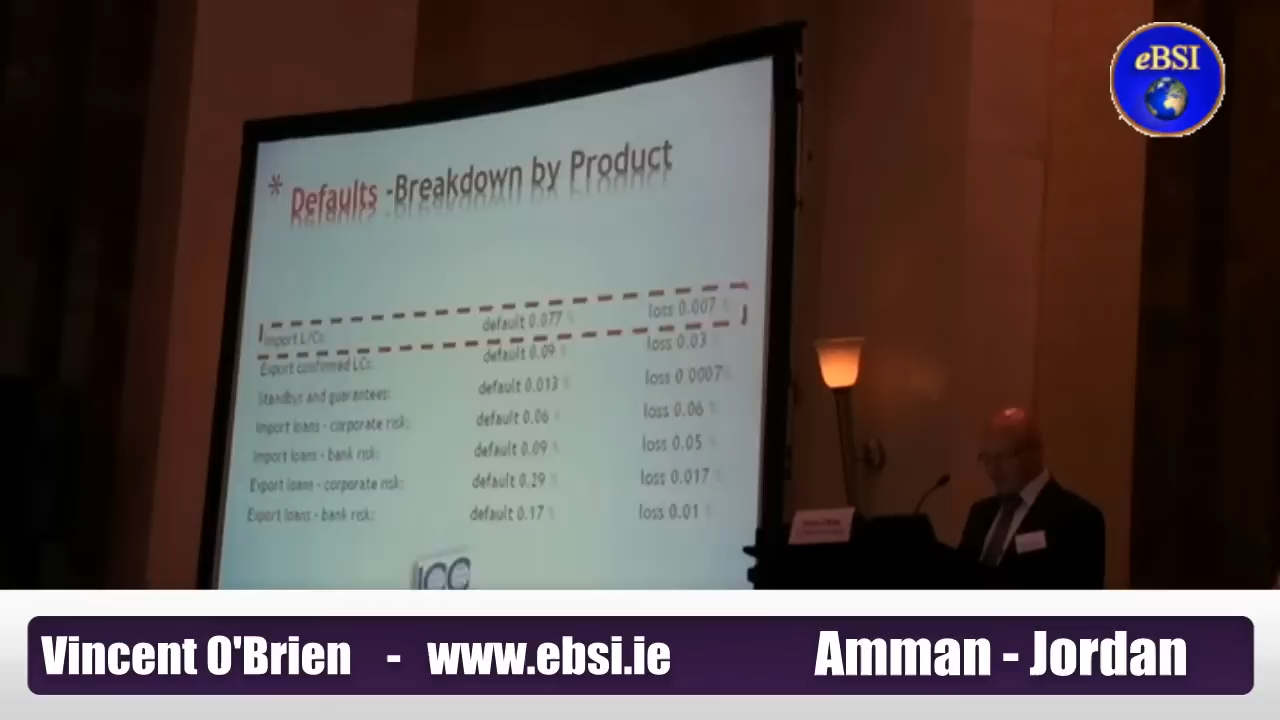 eBSI
* Defaults -Breakdown by Product
Import L/Cs: default 0.077 % loss 0.007 %
Export confirmed LCs: default 0.09 % loss 0.03 %
Standbys and guarantees: default 0.013 % loss 0.0007%
Import loans - corporate risk: default 0.06 % loss 0.06 %
Import loans - bank risk: default 0.09 % loss 0.05 %
Export loans - corporate risk: default 0.29 % loss 0.017 %
Export loans - bank risk: default 0.17 % loss 0.01 %
ICC
Vincent O'Brien - www.ebsi.ie Amman - Jordan